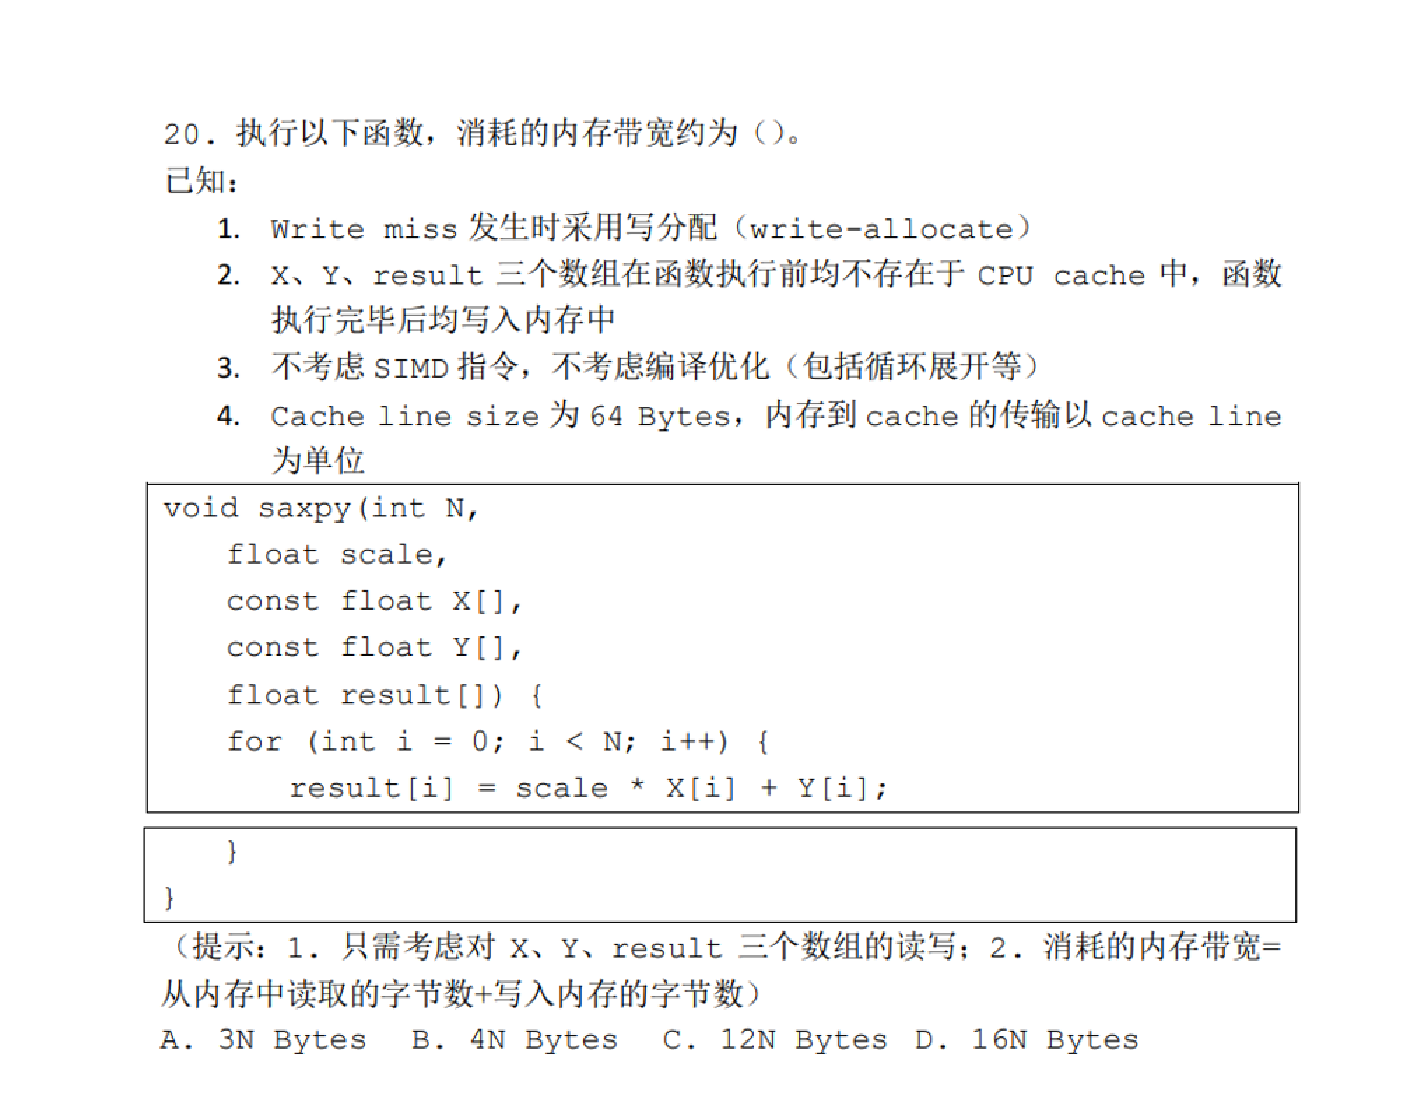 20. 执行以下函数，消耗的内存带宽约为（）。
已知：
1. Write miss 发生时采用写分配（write-allocate）
2. X、Y、result 三个数组在函数执行前均不存在于 CPU cache 中，函数
执行完毕后均写入内存中
3. 不考虑 SIMD 指令，不考虑编译优化（包括循环展开等）
4. Cache line size 为 64 Bytes，内存到 cache 的传输以 cache line
为单位
void saxpy(int N,
float scale,
const float X[],
const float Y[],
float result[]) {
for (int i = 0; i < N; i++) {
result[i] = scale * X[i] + Y[i];
}
}
（提示：1. 只需考虑对 X、Y、result 三个数组的读写；2. 消耗的内存带宽=
从内存中读取的字节数+写入内存的字节数）
A. 3N Bytes B. 4N Bytes C. 12N Bytes D. 16N Bytes